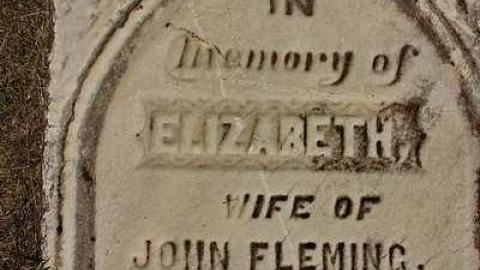 IN
Memory of
ELIZABETH,
WIFE OF
JOHN FLEMING.